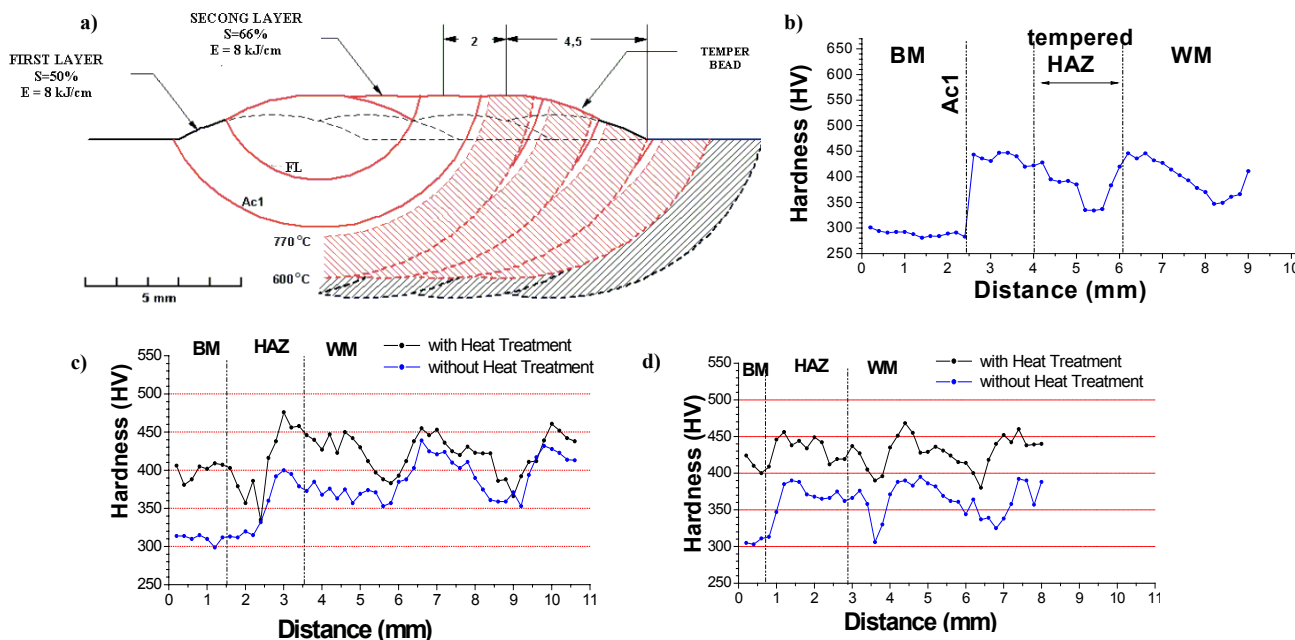 a)
SECOND LAYER
S=66%
E = 8 kJ/cm
FIRST LAYER
S=50%
E = 8 kJ/cm
2
4,5
TEMPER
BEAD
FL
Ac1
770 °C
600 °C
5 mm
b)
Hardness (HV)
650
600
550
500
450
400
350
300
250
BM
Ac1
tempered
HAZ
WM
0 1 2 3 4 5 6 7 8 9 10
Distance (mm)
c)
Hardness (HV)
550
500
450
400
350
300
250
BM
HAZ
WM
with Heat Treatment
without Heat Treatment
0 1 2 3 4 5 6 7 8 9 10 11
Distance (mm)
d)
Hardness (HV)
550
500
450
400
350
300
250
BM
HAZ
WM
with Heat Treatment
without Heat Treatment
0 1 2 3 4 5 6 7 8 9 10 11
Distance (mm)